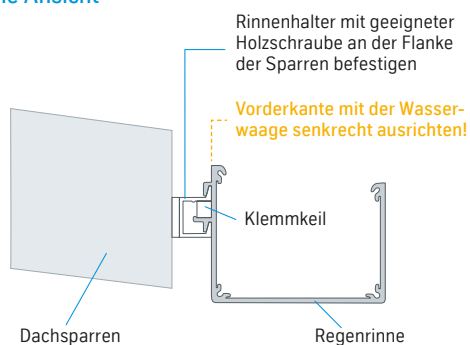 Ansicht
Rinnenhalter mit geeigneter
Holzschraube an der Flanke
der Sparren befestigen
Vorderkante mit der Wasser-
waage senkrecht ausrichten!
Klemmkeil
Dachsparren
Regenrinne